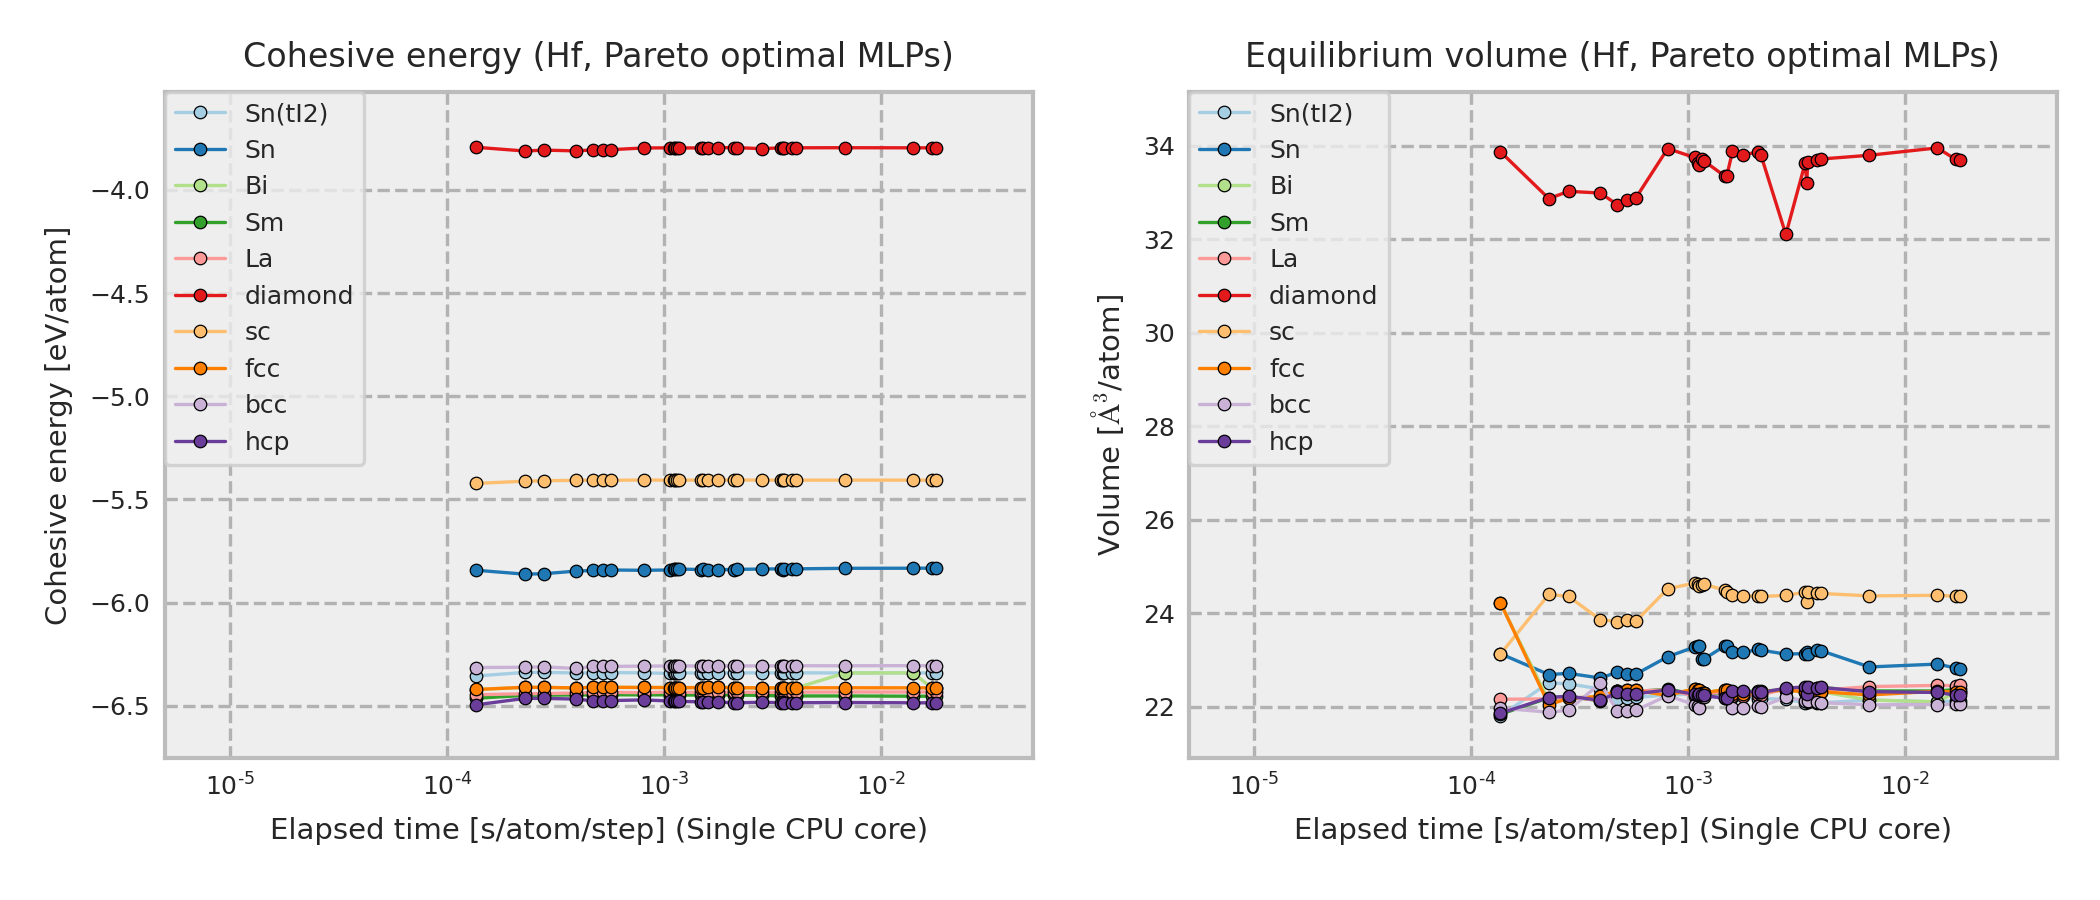 Cohesive energy (Hf, Pareto optimal MLPs)
Cohesive energy [eV/atom]
−4.0
−4.5
−5.0
−5.5
−6.0
−6.5
Sn(tI2)
Sn
Bi
Sm
La
diamond
sc
fcc
bcc
hcp
10⁻⁵ 10⁻⁴ 10⁻³ 10⁻²
Elapsed time [s/atom/step] (Single CPU core)
Equilibrium volume (Hf, Pareto optimal MLPs)
Volume [Å³/atom]
34
32
30
28
26
24
22
Sn(tI2)
Sn
Bi
Sm
La
diamond
sc
fcc
bcc
hcp
10⁻⁵ 10⁻⁴ 10⁻³ 10⁻²
Elapsed time [s/atom/step] (Single CPU core)